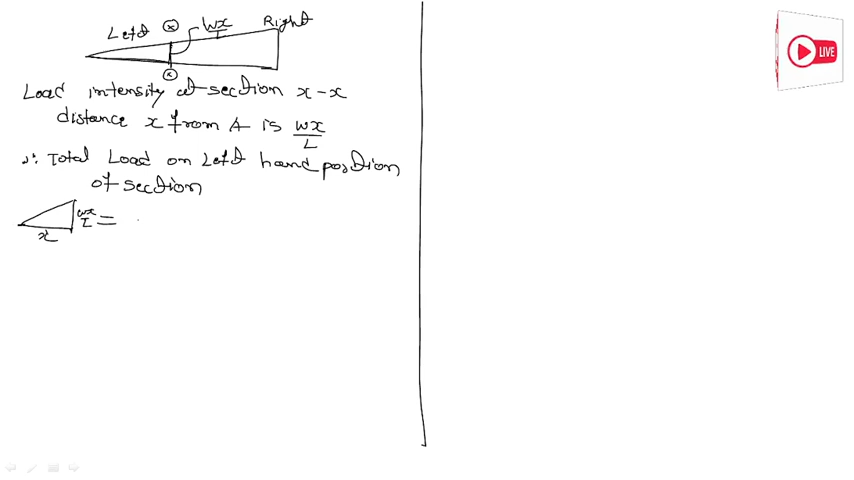 Left x wx/L Right
x
Load intensity at section x-x
distance x from A is wx/L
∴ Total Load on Left hand position
of section
wx/L =
x
LIVE